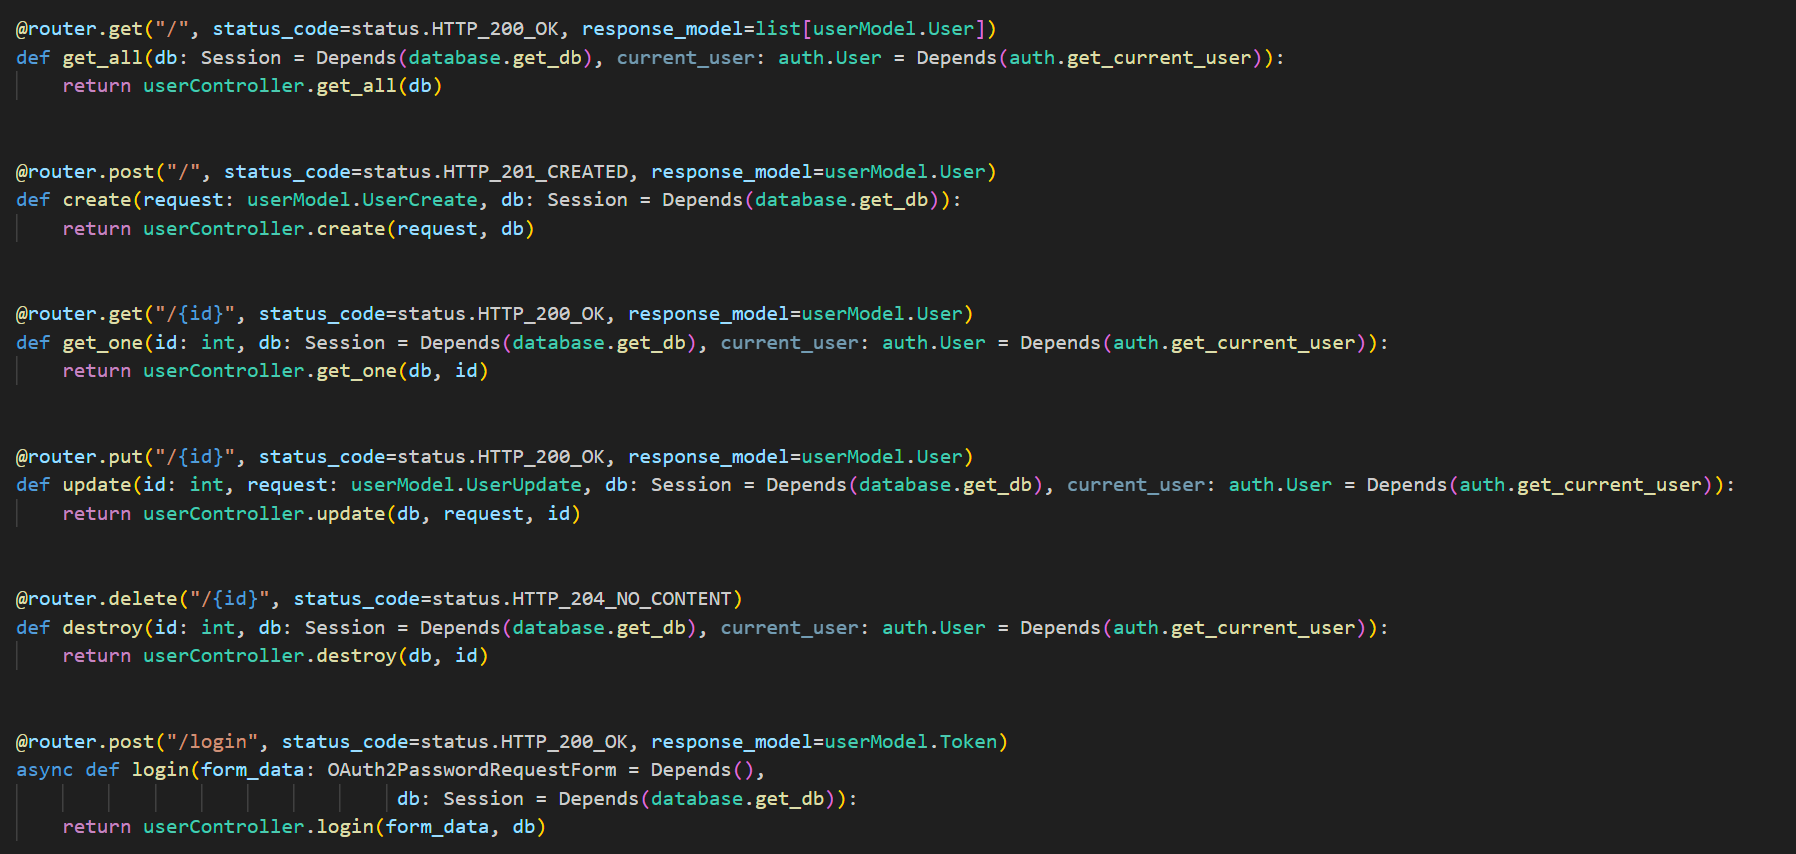 @router.get("/", status_code=status.HTTP_200_OK, response_model=list[userModel.User])
def get_all(db: Session = Depends(database.get_db), current_user: auth.User = Depends(auth.get_current_user)):
    return userController.get_all(db)
@router.post("/", status_code=status.HTTP_201_CREATED, response_model=userModel.User)
def create(request: userModel.UserCreate, db: Session = Depends(database.get_db)):
    return userController.create(request, db)
@router.get("/{id}", status_code=status.HTTP_200_OK, response_model=userModel.User)
def get_one(id: int, db: Session = Depends(database.get_db), current_user: auth.User = Depends(auth.get_current_user)):
    return userController.get_one(db, id)
@router.put("/{id}", status_code=status.HTTP_200_OK, response_model=userModel.User)
def update(id: int, request: userModel.UserUpdate, db: Session = Depends(database.get_db), current_user: auth.User = Depends(auth.get_current_user)):
    return userController.update(db, request, id)
@router.delete("/{id}", status_code=status.HTTP_204_NO_CONTENT)
def destroy(id: int, db: Session = Depends(database.get_db), current_user: auth.User = Depends(auth.get_current_user)):
    return userController.destroy(db, id)
@router.post("/login", status_code=status.HTTP_200_OK, response_model=userModel.Token)
async def login(form_data: OAuth2PasswordRequestForm = Depends(),
                                 db: Session = Depends(database.get_db)):
    return userController.login(form_data, db)